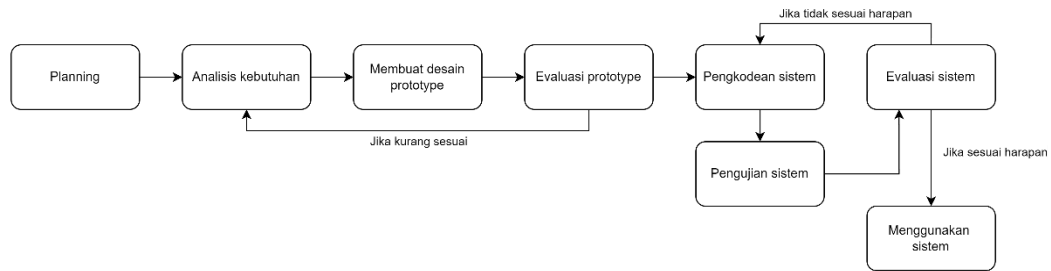 Jika tidak sesuai harapan
Planning
Analisis kebutuhan
Membuat desain
prototype
Evaluasi prototype
Pengkodean sistem
Evaluasi sistem
Jika kurang sesuai
Jika sesuai harapan
Pengujian sistem
Menggunakan
sistem